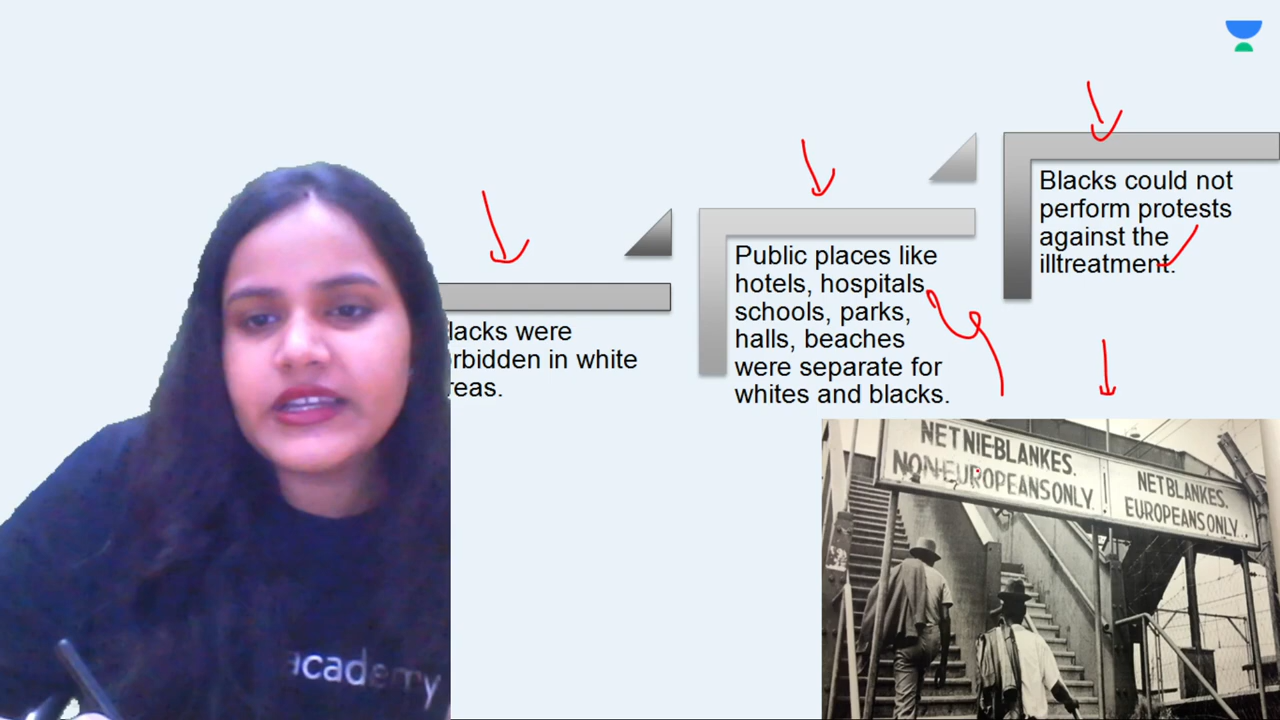 lacks were
rbidden in white
reas.
Public places like
hotels, hospitals
schools, parks,
halls, beaches
were separate for
whites and blacks.
Blacks could not
perform protests
against the
illtreatment.
NET NIE BLANKES.
NON-EUROPEANS ONLY.
NET BLANKES.
EUROPEANS ONLY.
academy